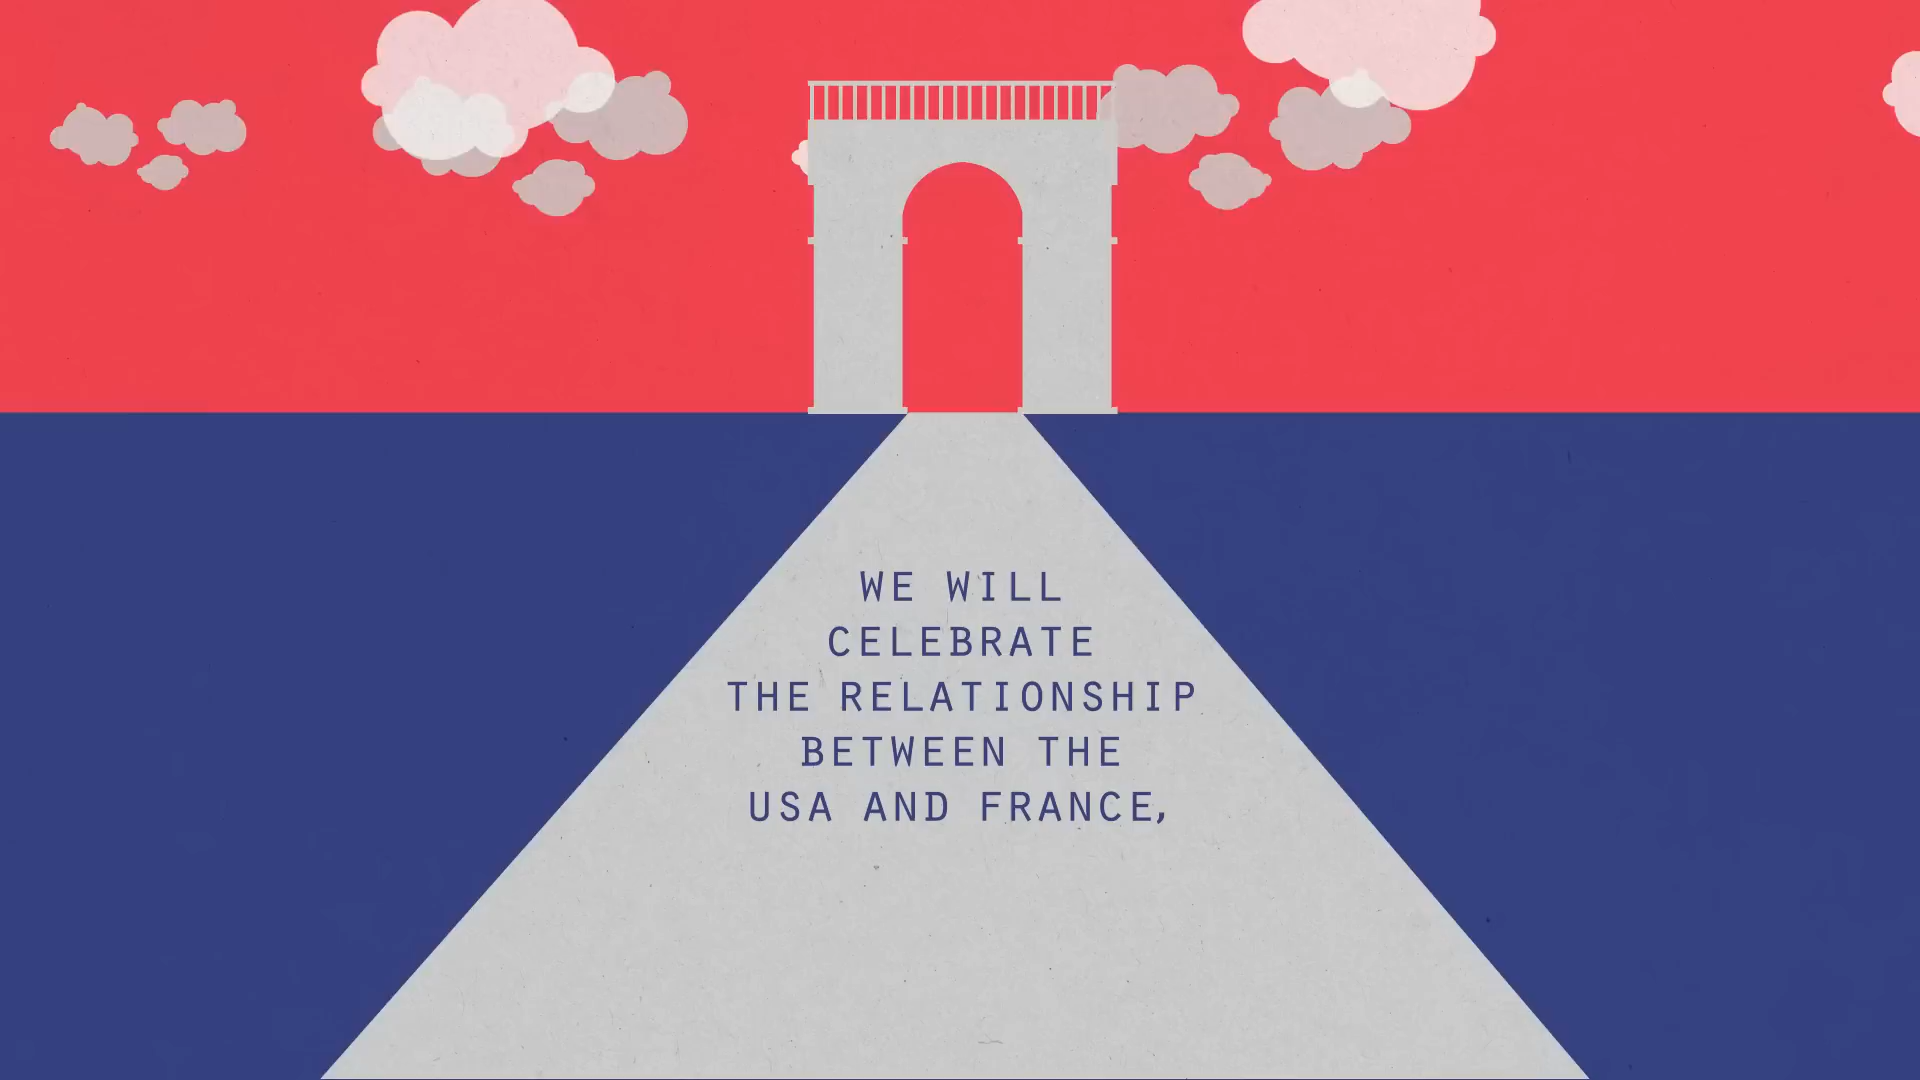 WE WILL
CELEBRATE
THE RELATIONSHIP
BETWEEN THE
USA AND FRANCE,